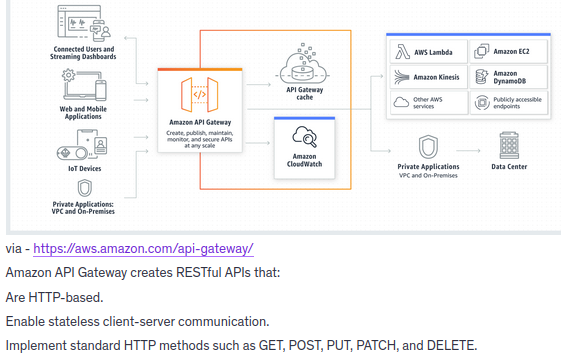 Connected Users and
Streaming Dashboards
Web and Mobile
Applications
IoT Devices
Private Applications:
VPC and On-Premises
Amazon API Gateway
Create, publish, maintain,
monitor, and secure APIs
at any scale
API Gateway
cache
Amazon
CloudWatch
AWS Lambda
Amazon EC2
Amazon Kinesis
Amazon
DynamoDB
Other AWS
services
Publicly accessible
endpoints
Private Applications
VPC and On-Premises
Data Center
via - https://aws.amazon.com/api-gateway/
Amazon API Gateway creates RESTful APIs that:
Are HTTP-based.
Enable stateless client-server communication.
Implement standard HTTP methods such as GET, POST, PUT, PATCH, and DELETE.